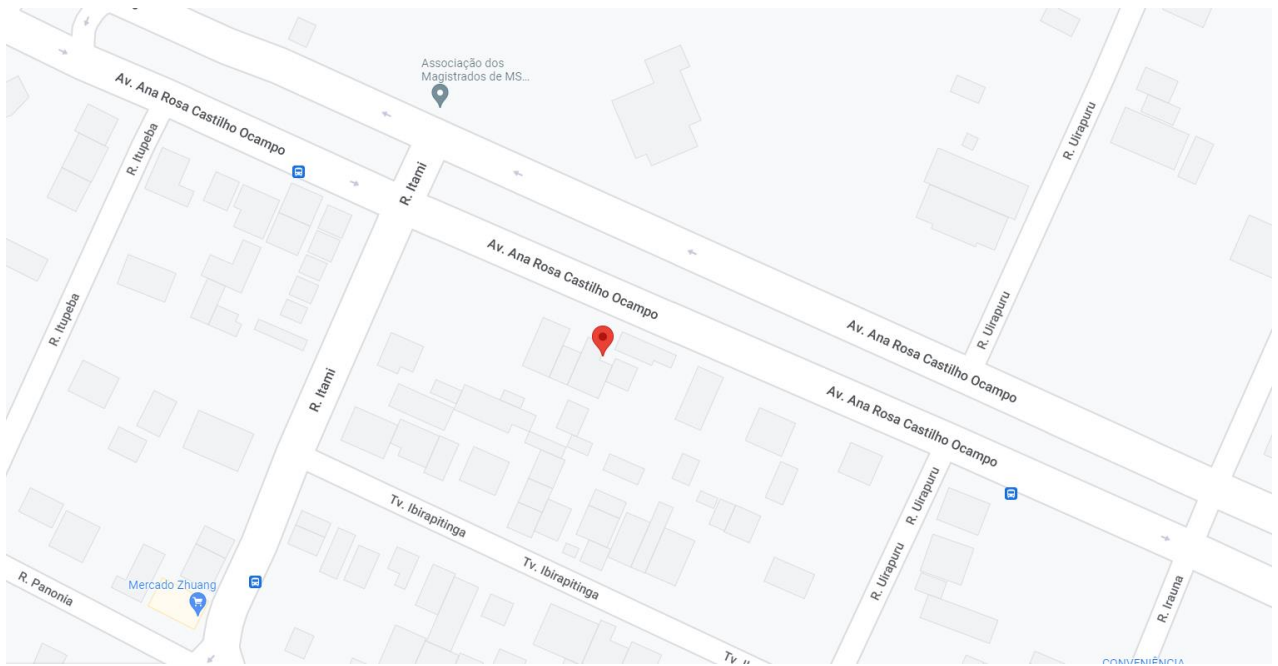 Associação dos
Magistrados de MS...
Av. Ana Rosa Castilho Ocampo
R. Itupeba
R. Itami
R. Uirapuru
Av. Ana Rosa Castilho Ocampo
R. Itupeba
R. Uirapuru
Av. Ana Rosa Castilho Ocampo
R. Itami
Av. Ana Rosa Castilho Ocampo
R. Uirapuru
Tv. Ibirapitinga
Tv. Ibirapitinga
R. Uirapuru
R. Panonia
Mercado Zhuang
R. Irauna
CONVENIÊNCIA